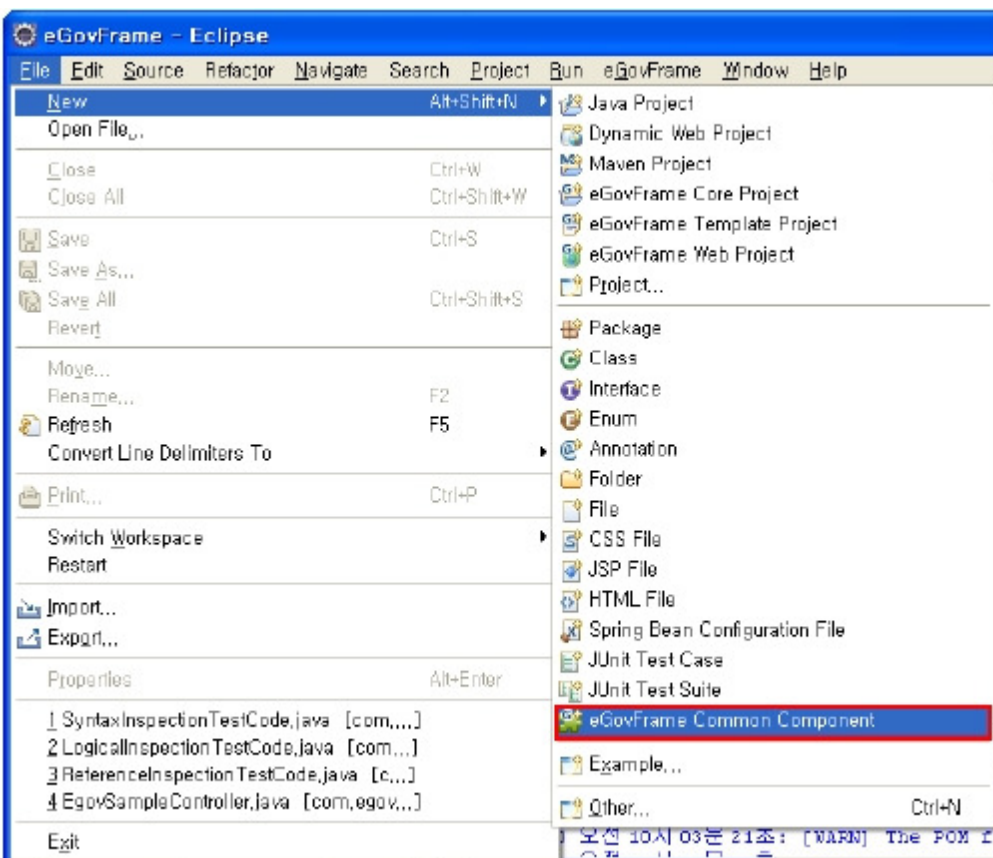 eGovFrame - Eclipse
File Edit Source Refactor Navigate Search Project Run eGovFrame Window Help
New Alt+Shift+N
Open File...
Close Ctrl+W
Close All Ctrl+Shift+W
Save Ctrl+S
Save As...
Save All Ctrl+Shift+S
Revert
Move...
Rename... F2
Refresh F5
Convert Line Delimiters To
Print... Ctrl+P
Switch Workspace
Restart
Import...
Export...
Properties Alt+Enter
1 SyntaxInspectionTestCode.java [com....]
2 LogicalInspectionTestCode.java [com...]
3 ReferenceInspectionTestCode.java [c...]
4 EgovSampleController.java [com.egov...]
Exit
Java Project
Dynamic Web Project
Maven Project
eGovFrame Core Project
eGovFrame Template Project
eGovFrame Web Project
Project...
Package
Class
Interface
Enum
Annotation
Folder
File
CSS File
JSP File
HTML File
Spring Bean Configuration File
JUnit Test Case
JUnit Test Suite
eGovFrame Common Component
Example...
Other... Ctrl+N
오전 10시 03분 21초: [WARN] The POM f